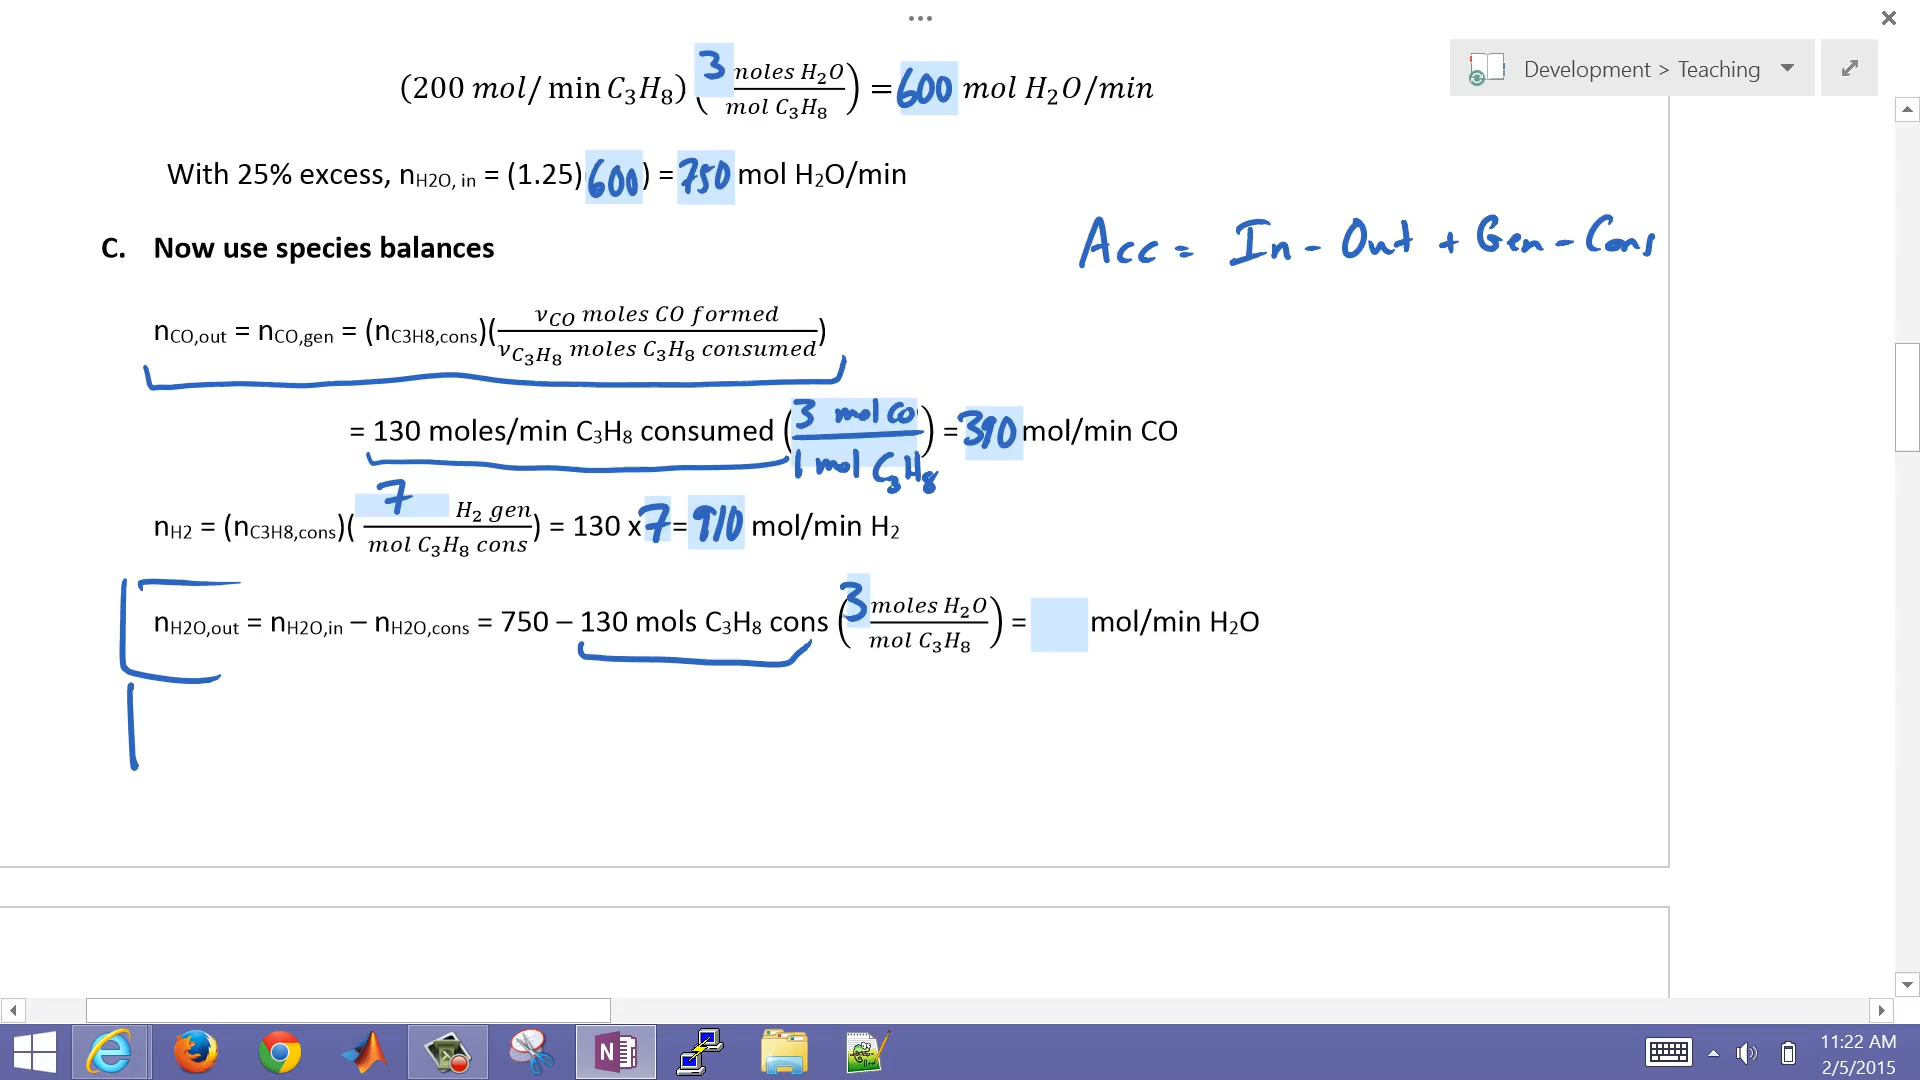 Development > Teaching
(200 mol/ min C₃H₈) (3 moles H₂O / mol C₃H₈) = 600 mol H₂O/min
With 25% excess, nH2O, in = (1.25)(600) = 750 mol H₂O/min
Acc = In - Out + Gen - Cons
C. Now use species balances
nCO,out = nCO,gen = (nC3H8,cons)(νCO moles CO formed / νC₃H₈ moles C₃H₈ consumed)
= 130 moles/min C₃H₈ consumed (3 mol CO / 1 mol C₃H₈) = 390 mol/min CO
nH2 = (nC3H8,cons)(7 H₂ gen / mol C₃H₈ cons) = 130 x 7 = 910 mol/min H₂
nH2O,out = nH2O,in – nH2O,cons = 750 – 130 mols C₃H₈ cons (3 moles H₂O / mol C₃H₈) = mol/min H₂O
11:22 AM
2/5/2015